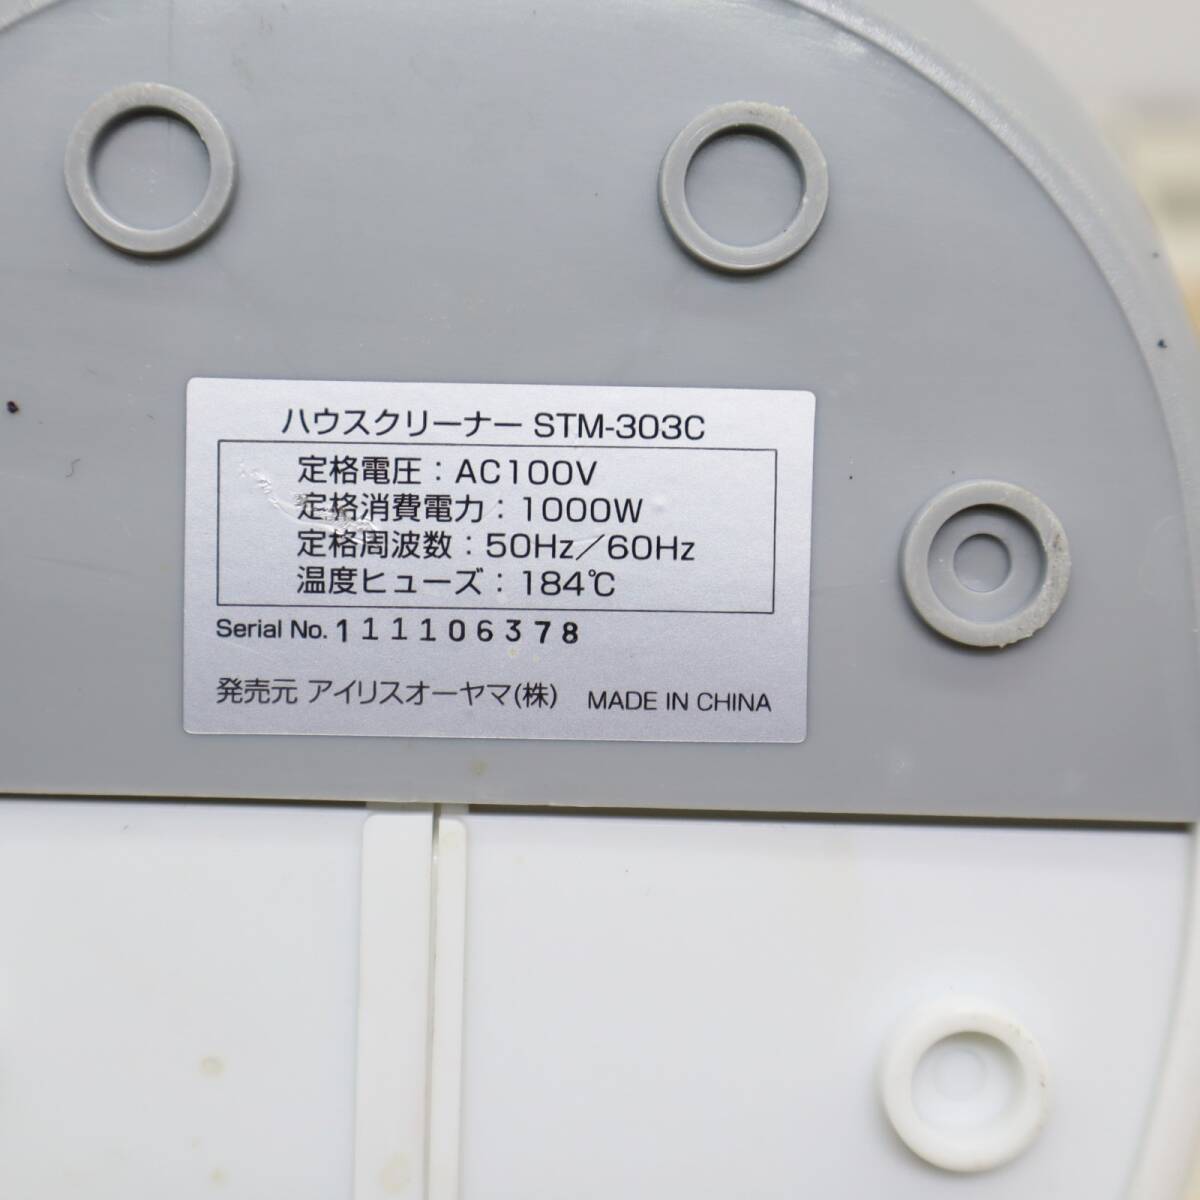 ハウスクリーナー STM-303C
定格電圧：AC100V
定格消費電力：1000W
定格周波数：50Hz／60Hz
温度ヒューズ：184℃
Serial No. 111106378
発売元 アイリスオーヤマ(株) MADE IN CHINA